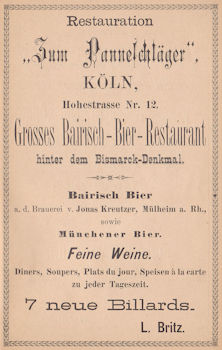 Restauration
„Zum Pannelschläger“,
KÖLN,
Hohestrasse Nr. 12.
Grosses Bairisch-Bier-Restaurant
hinter dem Bismarck-Denkmal.
Bairisch Bier
a. d. Brauerei v. Jonas Kreutzer, Mülheim a. Rh.,
sowie
Münchener Bier.
Feine Weine.
Diners, Soupers, Plats du jour, Speisen à la carte
zu jeder Tageszeit.
7 neue Billards.
L. Britz.